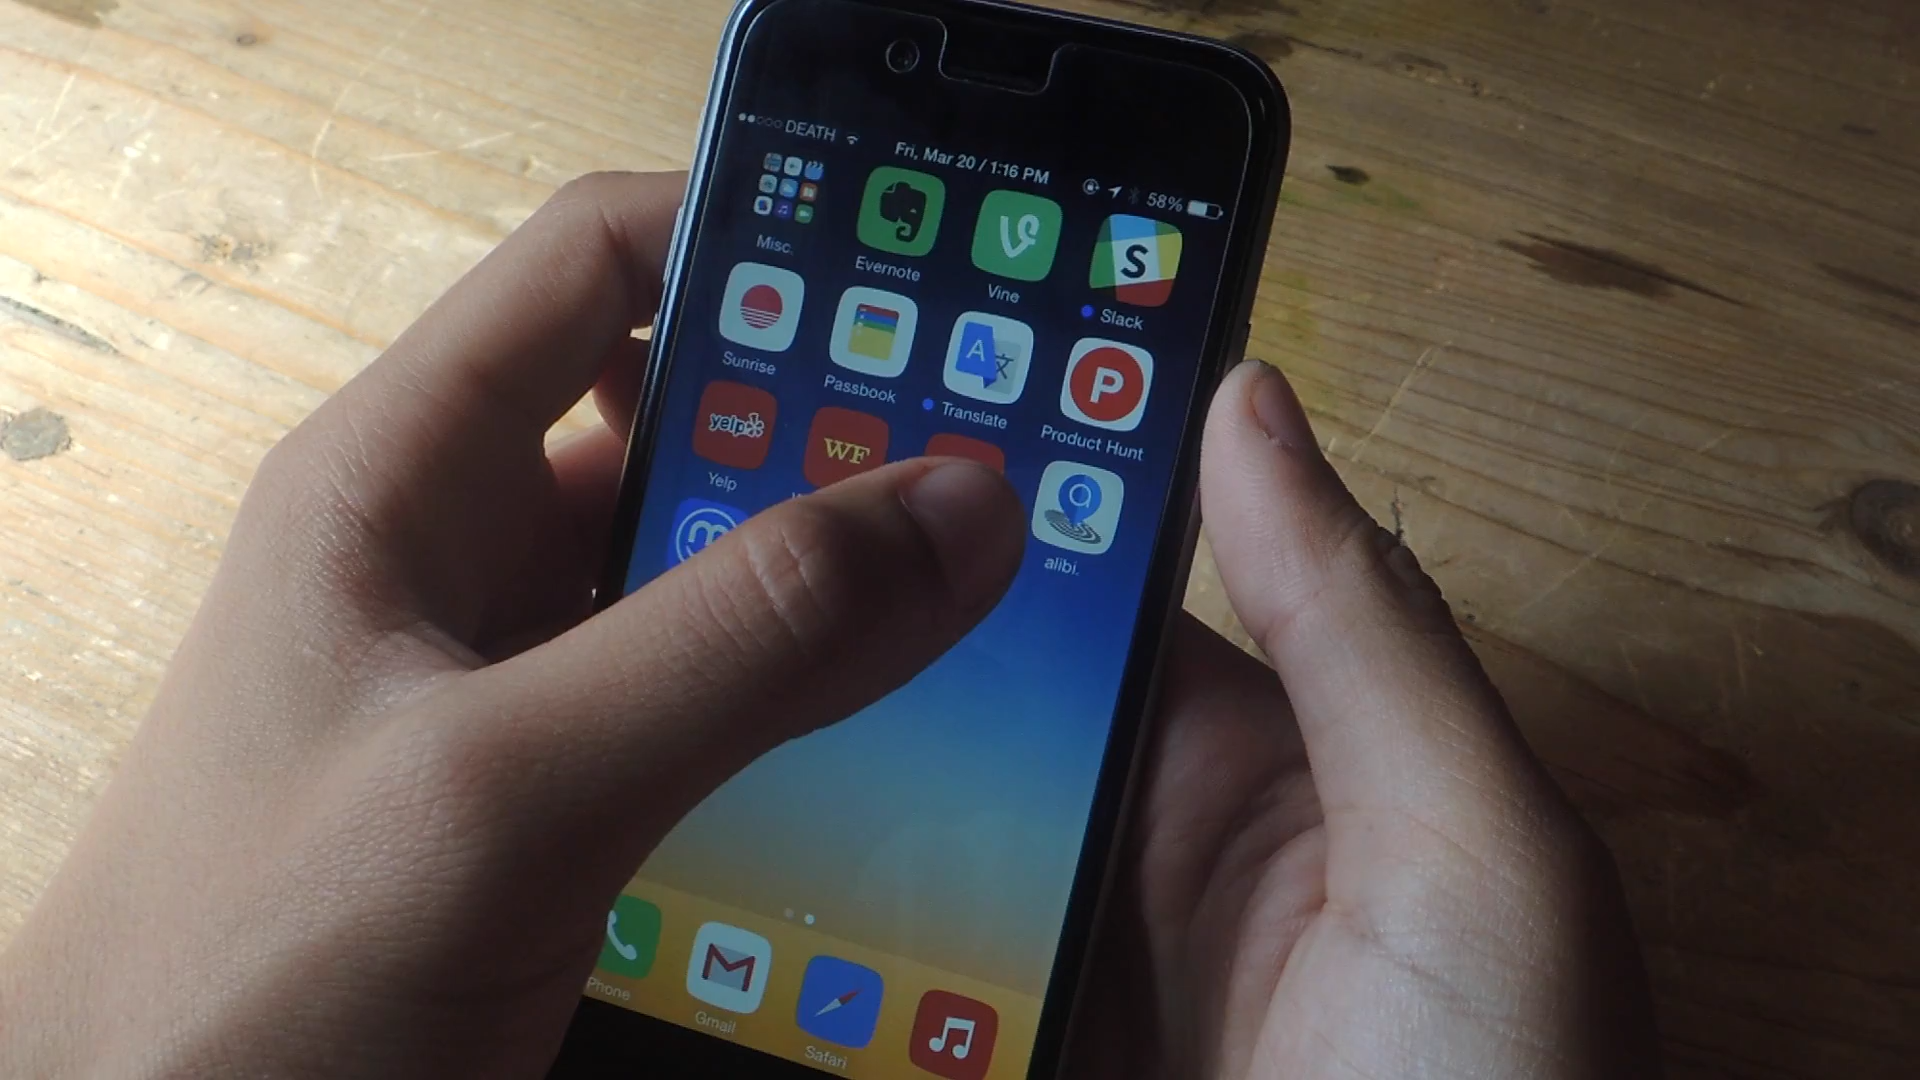 DEATH
Fri, Mar 20 / 1:16 PM
58%
Misc.
Evernote
Vine
S
Slack
Sunrise
Passbook
A 文
Translate
P
Product Hunt
yelp
Yelp
WF
a
alibi.
m
Phone
Gmail
Safari